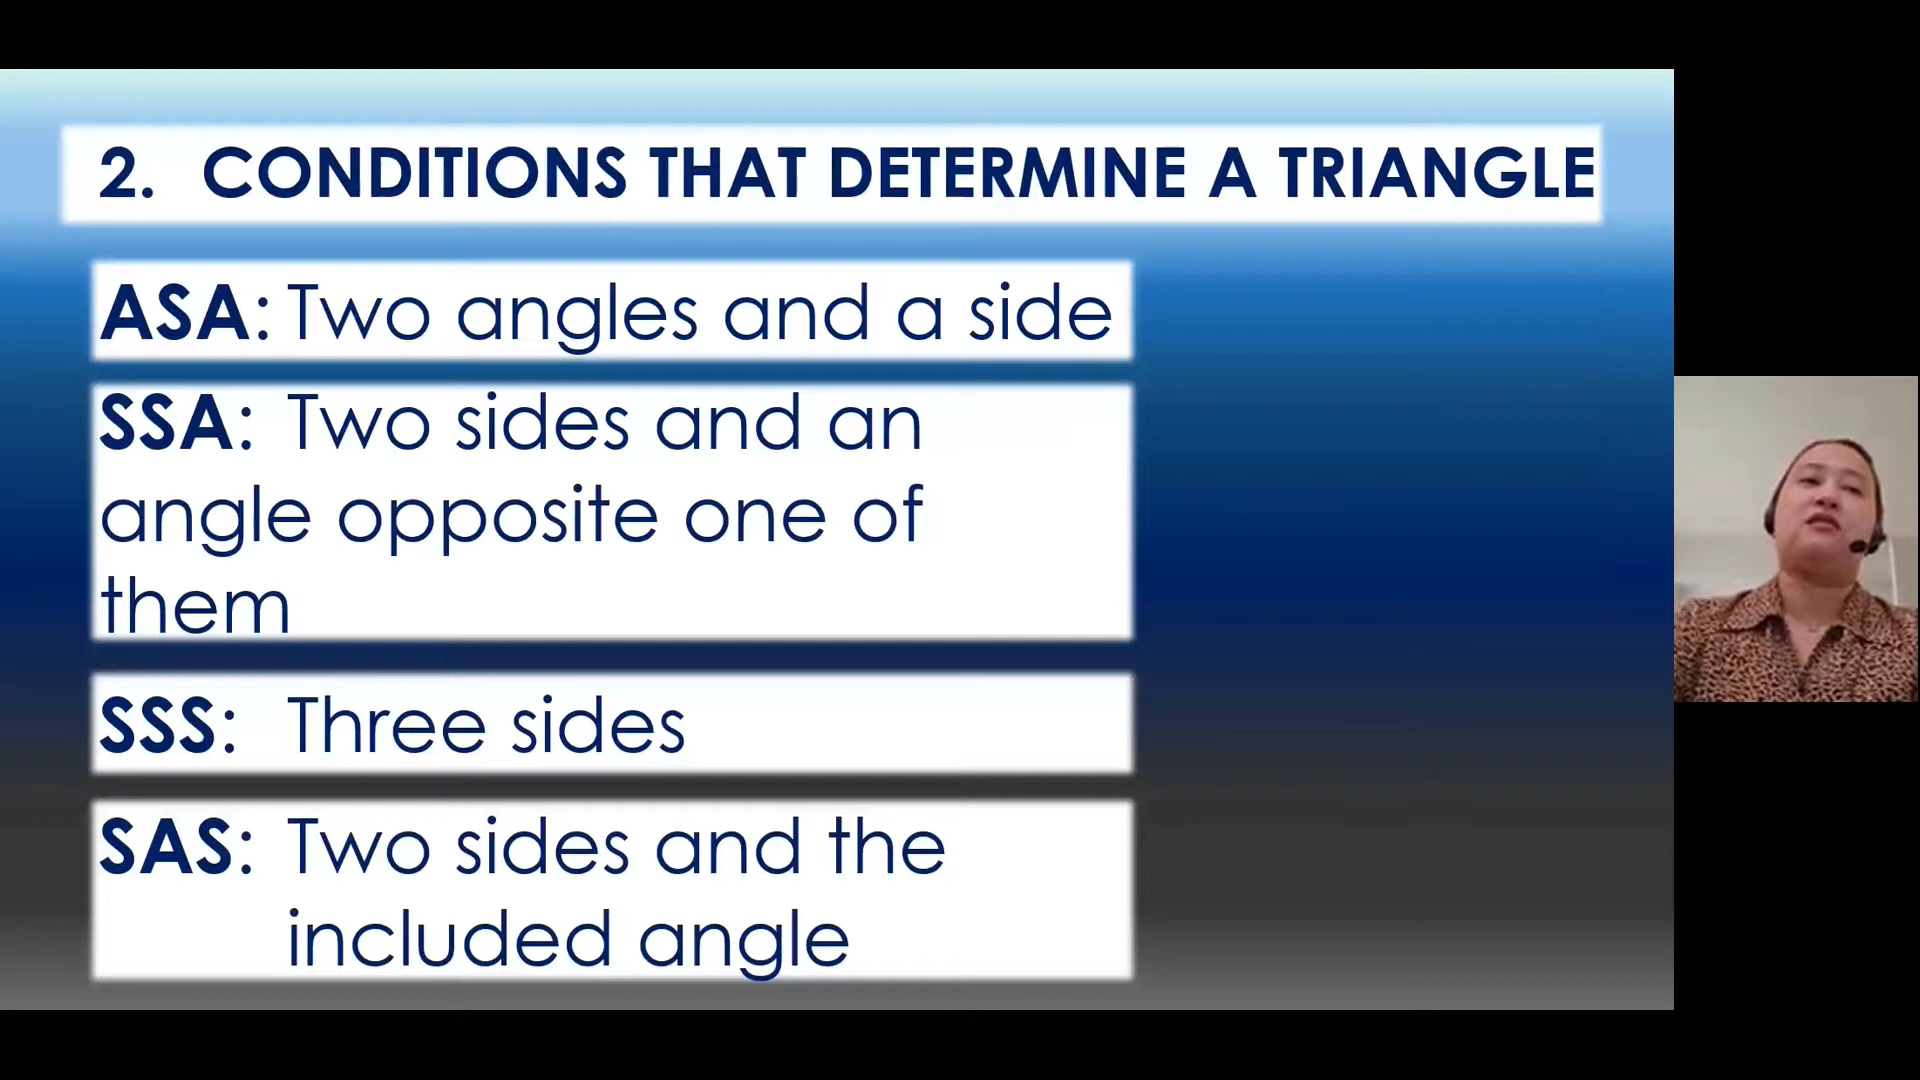 2. CONDITIONS THAT DETERMINE A TRIANGLE
ASA: Two angles and a side
SSA: Two sides and an
angle opposite one of
them
SSS: Three sides
SAS: Two sides and the
included angle